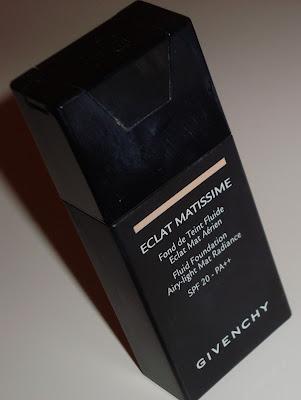 ECLAT MATISSIME
Fond de Teint Fluide
Eclat Mat Aérien
Fluid Foundation
Airy-light Mat Radiance
SPF 20 - PA++
GIVENCHY